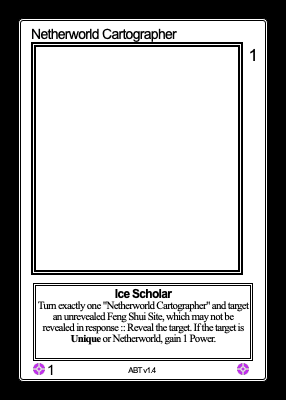 Netherworld Cartographer
1
Ice Scholar
Turn exactly one "Netherworld Cartographer" and target
an unrevealed Feng Shui Site, which may not be
revealed in response :: Reveal the target. If the target is
Unique or Netherworld, gain 1 Power.
1
ABT v1.4